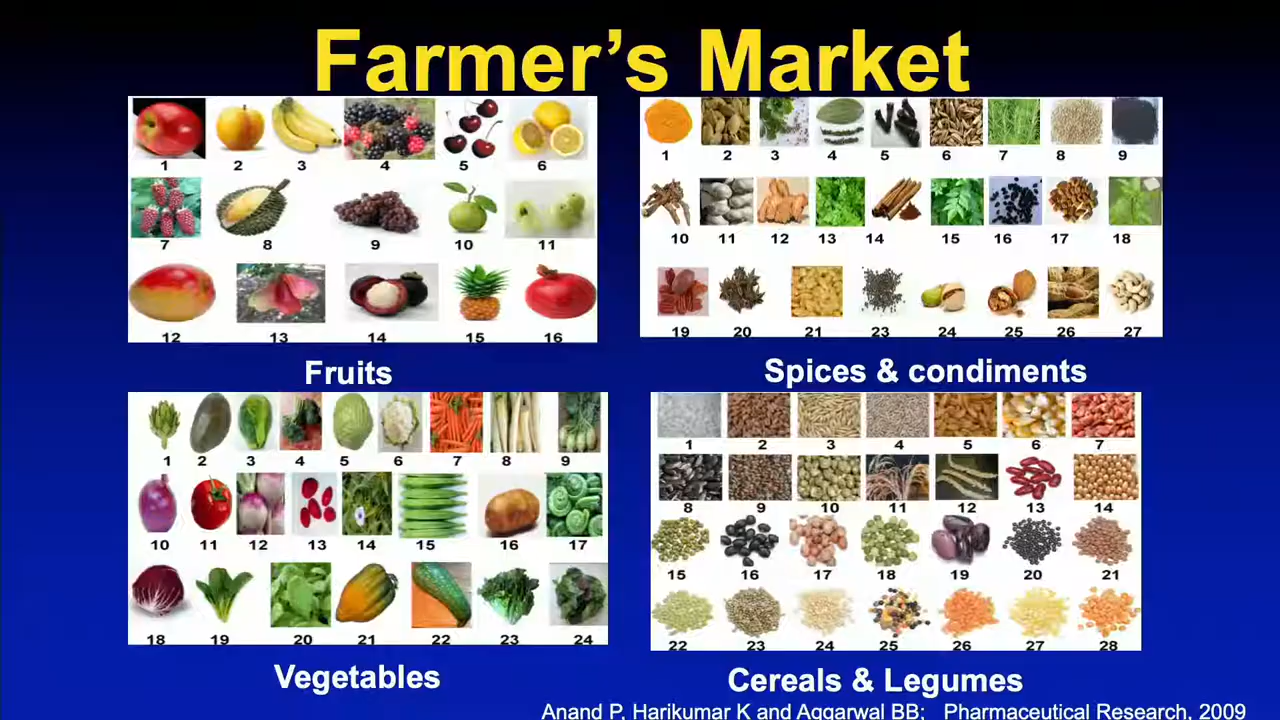 Farmer’s Market
1 2 3 4 5 6
7 8 9 10 11
12 13 14 15 16
Fruits
1 2 3 4 5 6 7 8 9
10 11 12 13 14 15 16 17 18
19 20 21 23 24 25 26 27
Spices & condiments
1 2 3 4 5 6 7 8 9
10 11 12 13 14 15 16 17
18 19 20 21 22 23 24
Vegetables
1 2 3 4 5 6 7
8 9 10 11 12 13 14
15 16 17 18 19 20 21
22 23 24 25 26 27 28
Cereals & Legumes
Anand P, Harikumar K and Aggarwal BB; Pharmaceutical Research, 2009